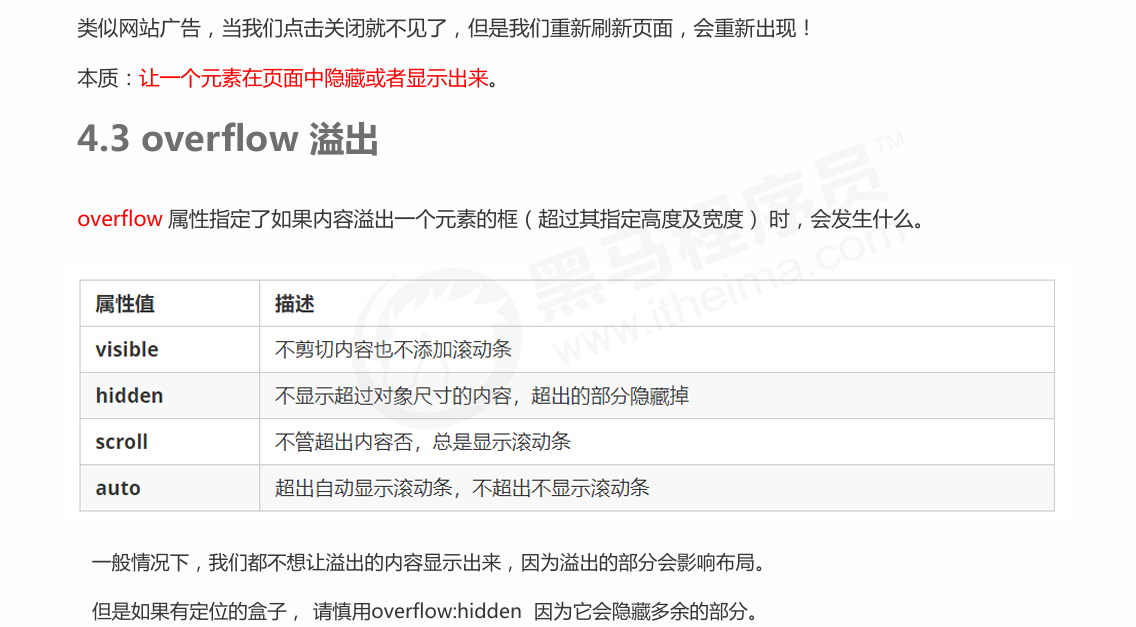 类似网站广告，当我们点击关闭就不见了，但是我们重新刷新页面，会重新出现！
本质：让一个元素在页面中隐藏或者显示出来。
4.3 overflow 溢出
overflow 属性指定了如果内容溢出一个元素的框（超过其指定高度及宽度）时，会发生什么。
属性值 描述
visible 不剪切内容也不添加滚动条
hidden 不显示超过对象尺寸的内容，超出的部分隐藏掉
scroll 不管超出内容否，总是显示滚动条
auto 超出自动显示滚动条，不超出不显示滚动条
一般情况下，我们都不想让溢出的内容显示出来，因为溢出的部分会影响布局。
但是如果有定位的盒子， 请慎用overflow:hidden 因为它会隐藏多余的部分。
黑马程序员™
www.itheima.com